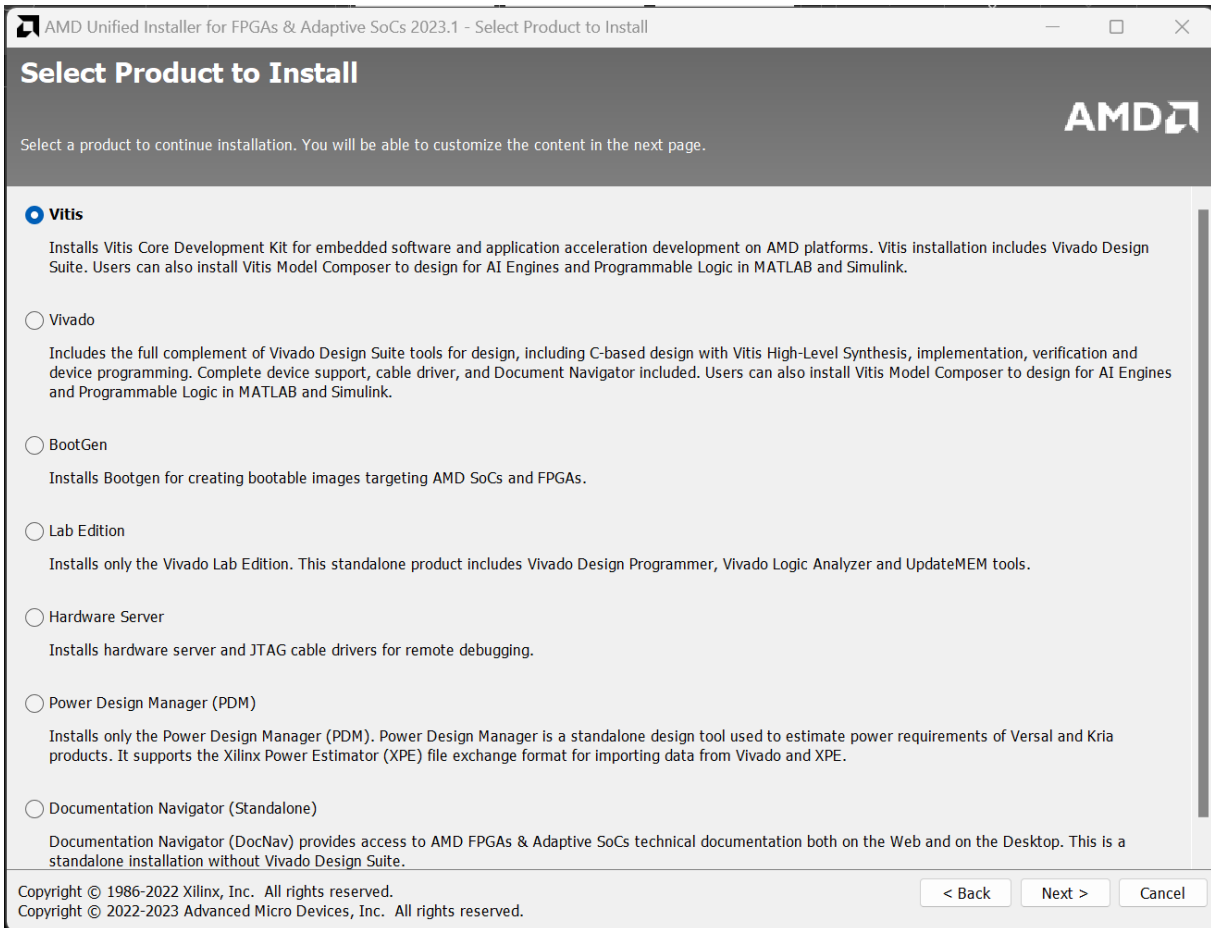 AMD Unified Installer for FPGAs & Adaptive SoCs 2023.1 - Select Product to Install
Select Product to Install
AMD
Select a product to continue installation. You will be able to customize the content in the next page.
Vitis
Installs Vitis Core Development Kit for embedded software and application acceleration development on AMD platforms. Vitis installation includes Vivado Design
Suite. Users can also install Vitis Model Composer to design for AI Engines and Programmable Logic in MATLAB and Simulink.
Vivado
Includes the full complement of Vivado Design Suite tools for design, including C-based design with Vitis High-Level Synthesis, implementation, verification and
device programming. Complete device support, cable driver, and Document Navigator included. Users can also install Vitis Model Composer to design for AI Engines
and Programmable Logic in MATLAB and Simulink.
BootGen
Installs Bootgen for creating bootable images targeting AMD SoCs and FPGAs.
Lab Edition
Installs only the Vivado Lab Edition. This standalone product includes Vivado Design Programmer, Vivado Logic Analyzer and UpdateMEM tools.
Hardware Server
Installs hardware server and JTAG cable drivers for remote debugging.
Power Design Manager (PDM)
Installs only the Power Design Manager (PDM). Power Design Manager is a standalone design tool used to estimate power requirements of Versal and Kria
products. It supports the Xilinx Power Estimator (XPE) file exchange format for importing data from Vivado and XPE.
Documentation Navigator (Standalone)
Documentation Navigator (DocNav) provides access to AMD FPGAs & Adaptive SoCs technical documentation both on the Web and on the Desktop. This is a
standalone installation without Vivado Design Suite.
Copyright © 1986-2022 Xilinx, Inc. All rights reserved.
Copyright © 2022-2023 Advanced Micro Devices, Inc. All rights reserved.
< Back Next > Cancel